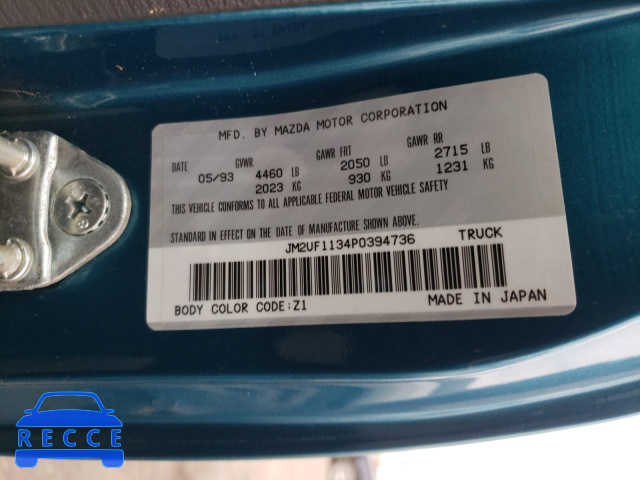 MFD. BY MAZDA MOTOR CORPORATION
DATE GVWR GAWR FRT GAWR RR
05/93 4460 LB 2050 LB 2715 LB
2023 KG 930 KG 1231 KG
THIS VEHICLE CONFORMS TO ALL APPLICABLE FEDERAL MOTOR VEHICLE SAFETY
STANDARD IN EFFECT ON THE DATE OF MANUFACTURE SHOWN ABOVE.
JM2UF1134P0394736 TRUCK
BODY COLOR CODE:Z1 MADE IN JAPAN
RECCE